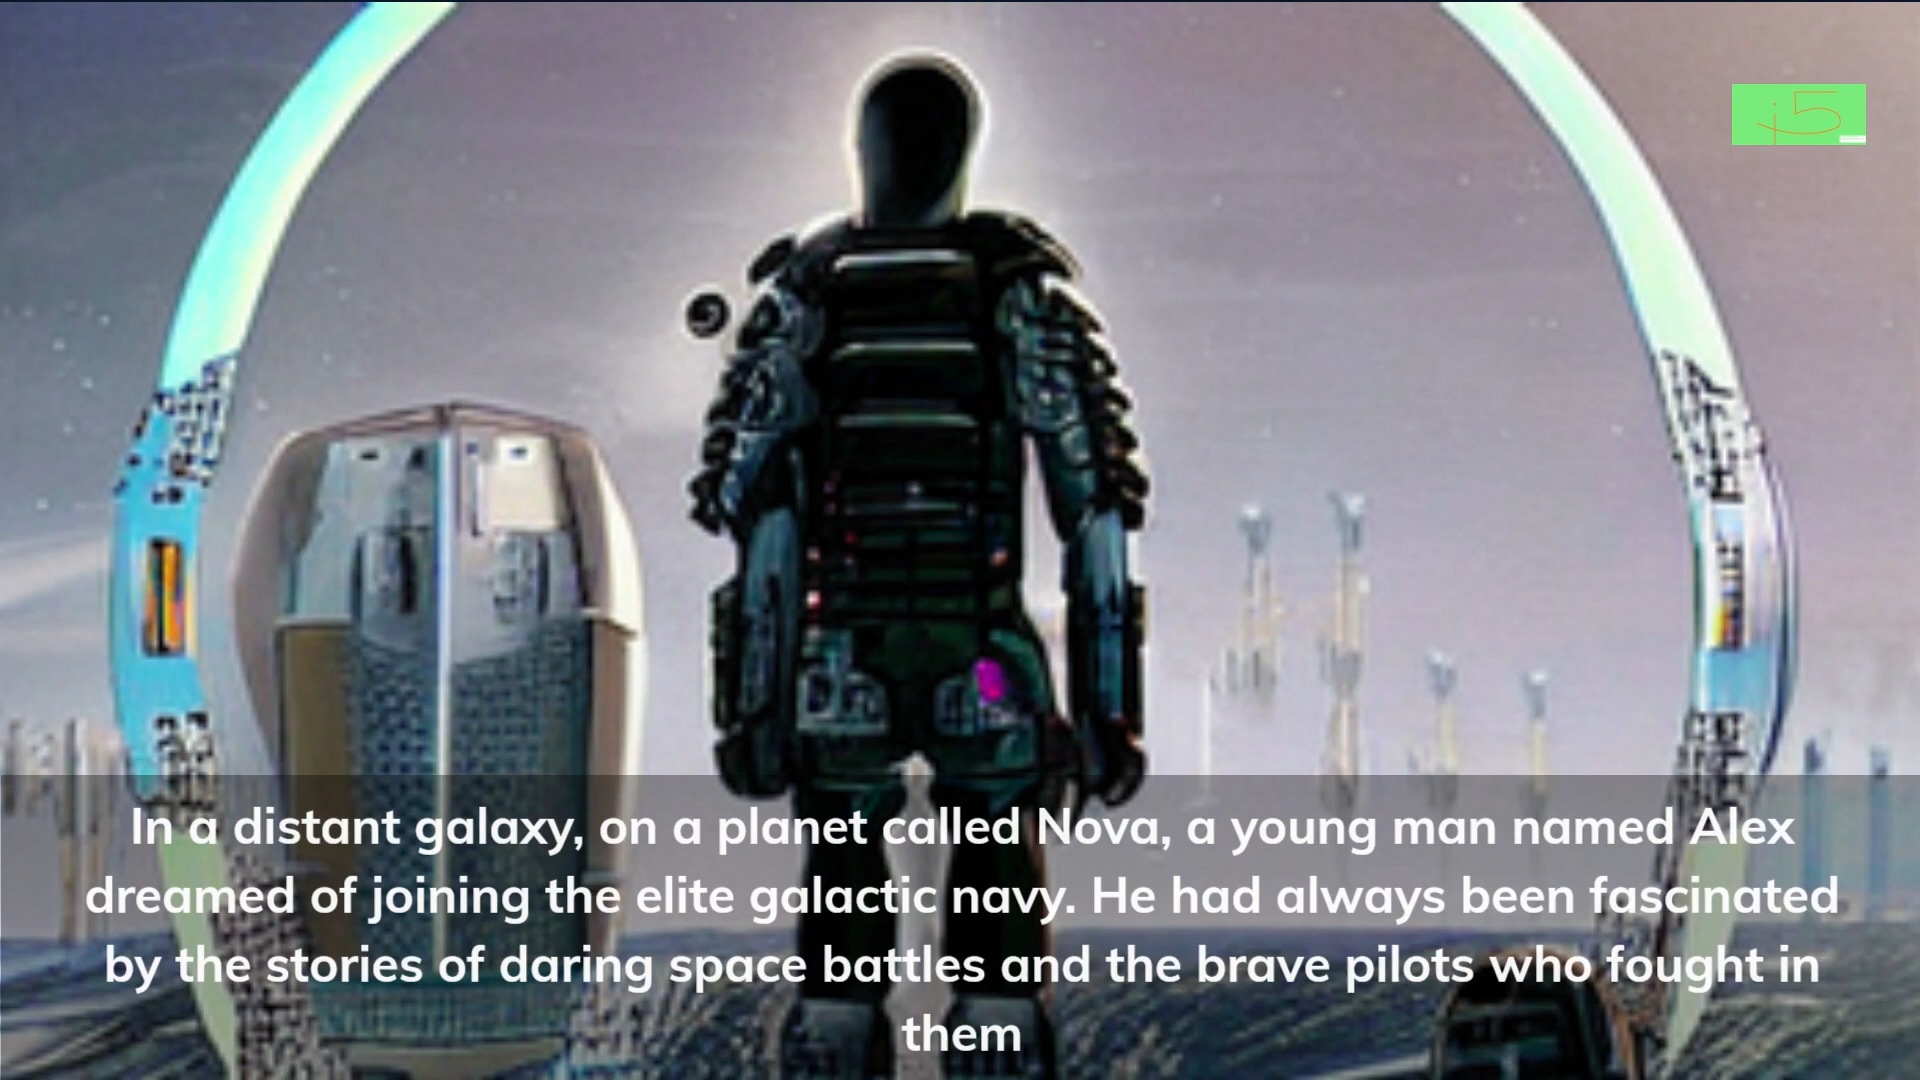 i5
In a distant galaxy, on a planet called Nova, a young man named Alex
dreamed of joining the elite galactic navy. He had always been fascinated
by the stories of daring space battles and the brave pilots who fought in
them